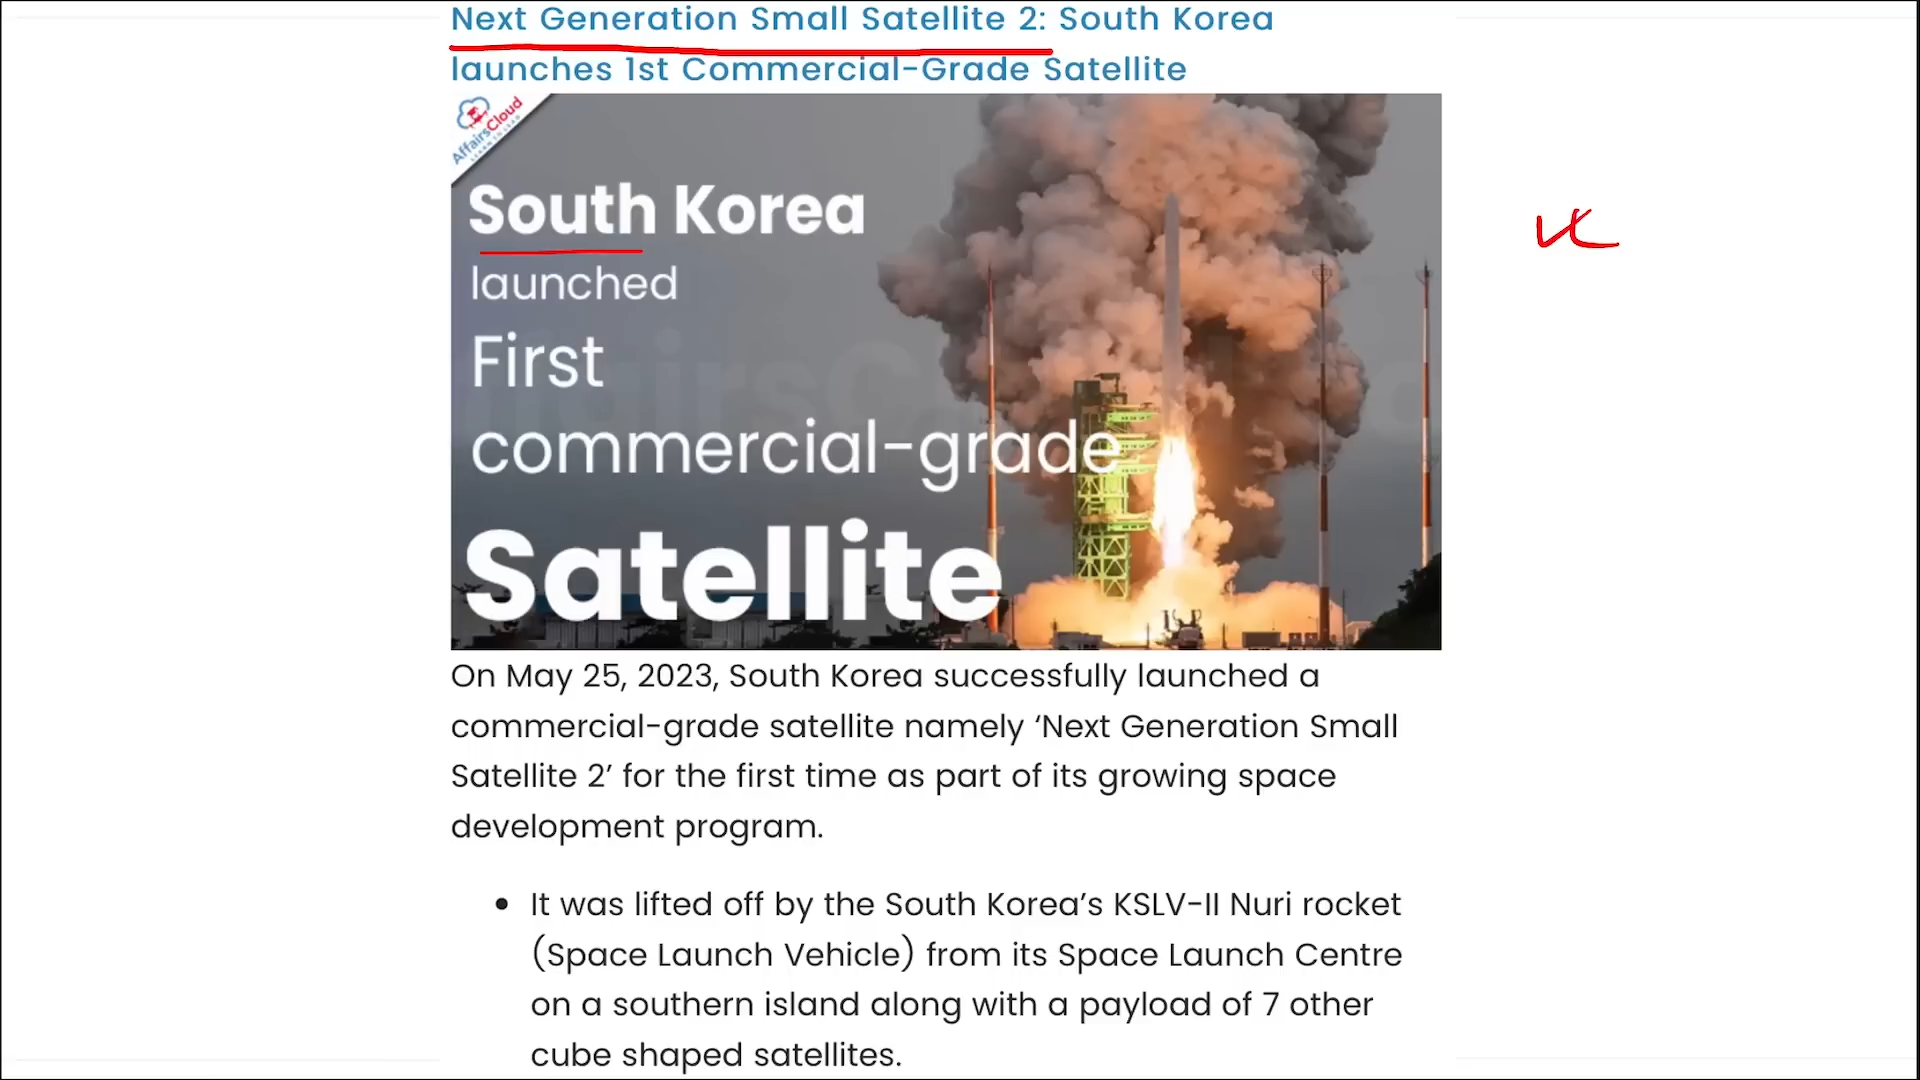 Next Generation Small Satellite 2: South Korea
launches 1st Commercial-Grade Satellite
AffairsCloud
LEARN TO LEAD
South Korea
launched
First
commercial-grade
Satellite
On May 25, 2023, South Korea successfully launched a
commercial-grade satellite namely ‘Next Generation Small
Satellite 2’ for the first time as part of its growing space
development program.
• It was lifted off by the South Korea’s KSLV-II Nuri rocket
(Space Launch Vehicle) from its Space Launch Centre
on a southern island along with a payload of 7 other
cube shaped satellites.